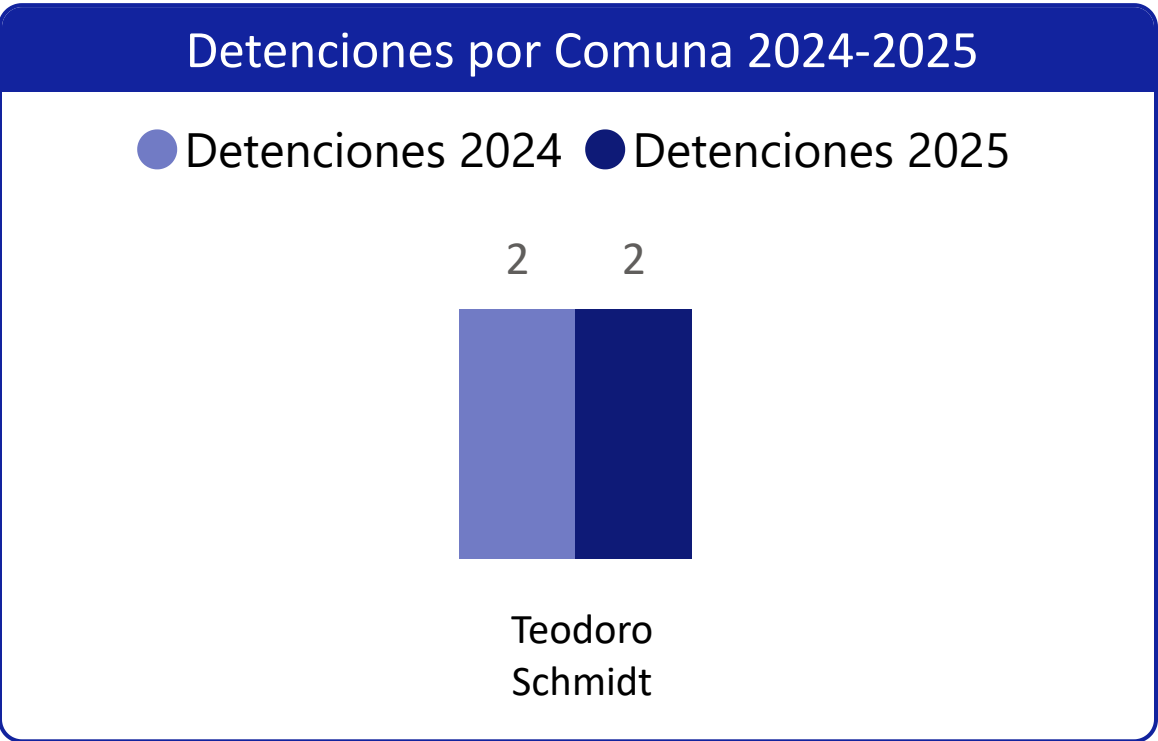 Detenciones por Comuna 2024-2025
Detenciones 2024 Detenciones 2025
2 2
Teodoro
Schmidt